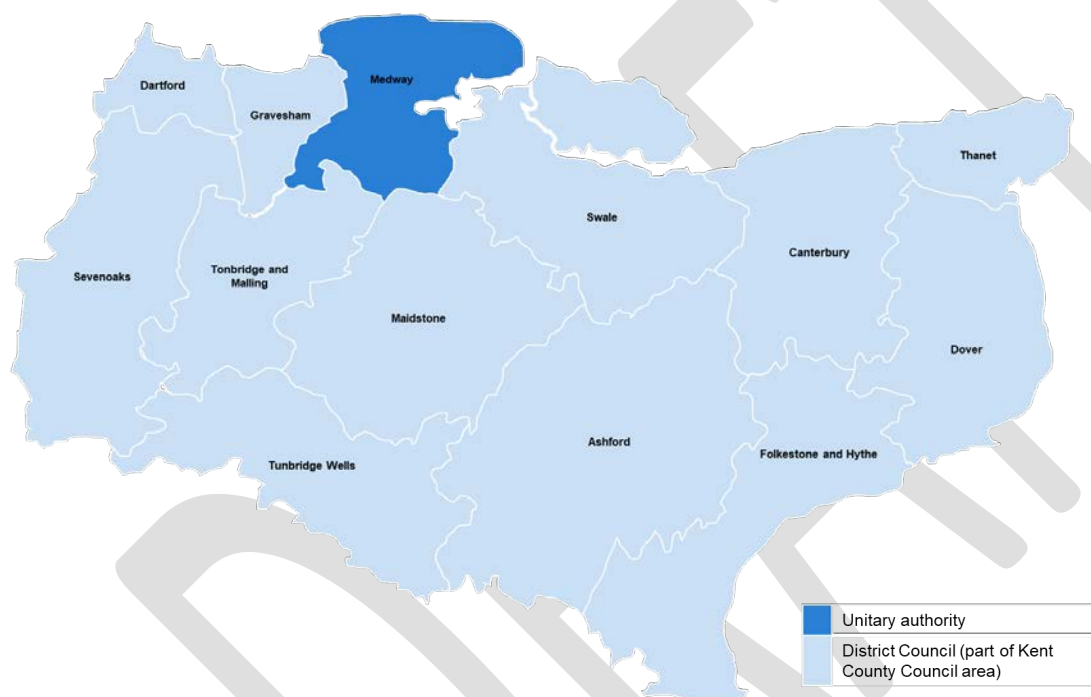 Medway
Dartford
Gravesham
Thanet
Swale
Canterbury
Sevenoaks
Tonbridge and
Malling
Maidstone
Dover
Ashford
Folkestone and Hythe
Tunbridge Wells
Unitary authority
District Council (part of Kent
County Council area)